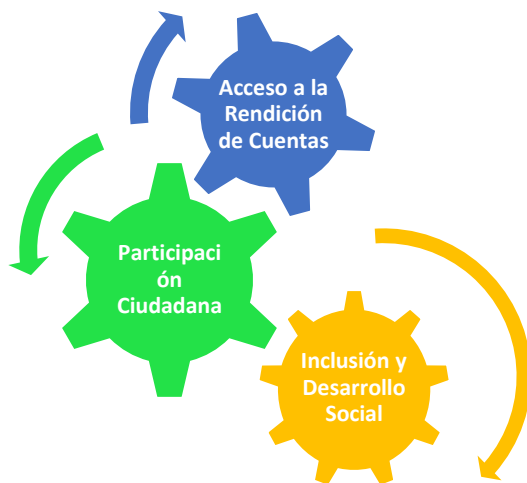 Acceso a la
Rendición
de Cuentas
Participaci
ón
Ciudadana
Inclusión y
Desarrollo
Social